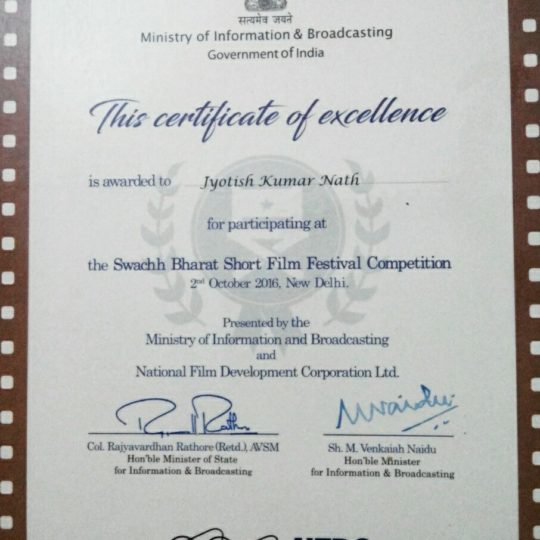 सत्यमेव जयते
Ministry of Information & Broadcasting
Government of India
This certificate of excellence
is awarded to Jyotish Kumar Nath
for participating at
the Swachh Bharat Short Film Festival Competition
2nd October 2016, New Delhi.
Presented by the
Ministry of Information and Broadcasting
and
National Film Development Corporation Ltd.
Col. Rajyavardhan Rathore (Retd.), AVSM
Hon'ble Minister of State
for Information & Broadcasting
Sh. M. Venkaiah Naidu
Hon'ble Minister
for Information & Broadcasting